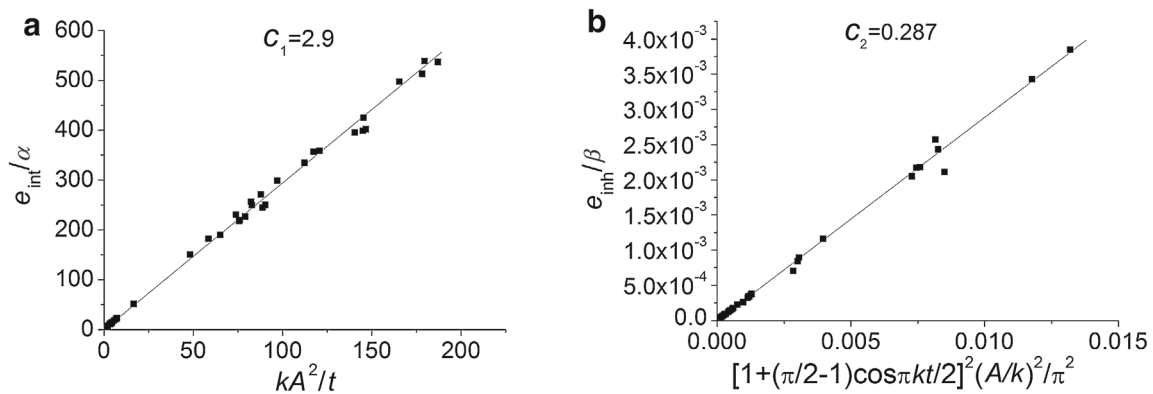 a
C₁=2.9
600
500
400
300
200
100
0
e_int/α
0 50 100 150 200
kA²/t
b
C₂=0.287
4.0x10⁻³
3.5x10⁻³
3.0x10⁻³
2.5x10⁻³
2.0x10⁻³
1.5x10⁻³
1.0x10⁻³
5.0x10⁻⁴
0.0
e_inh/β
0.000 0.005 0.010 0.015
[1+(π/2-1)cosπkt/2]²(A/k)²/π²